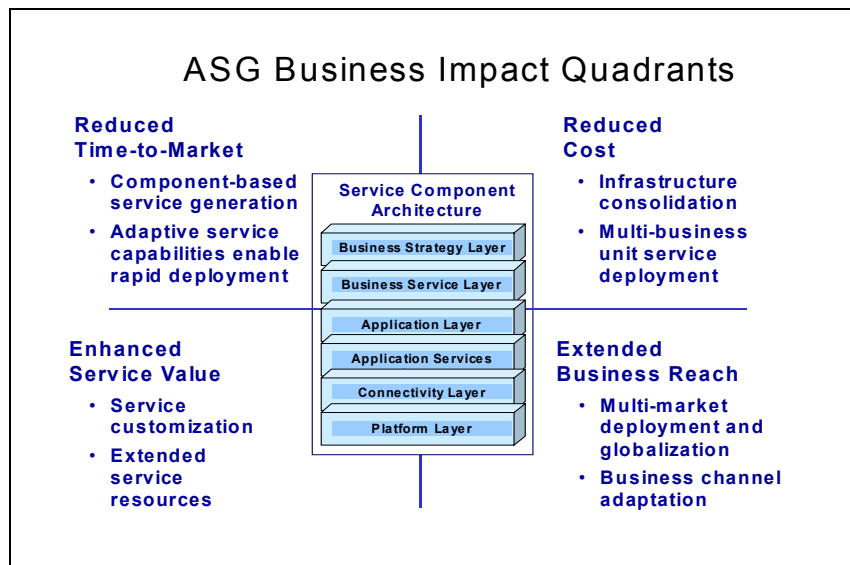 ASG Business Impact Quadrants
Reduced
Time-to-Market
• Component-based
service generation
• Adaptive service
capabilities enable
rapid deployment
Reduced
Cost
• Infrastructure
consolidation
• Multi-business
unit service
deployment
Service Component
Architecture
Business Strategy Layer
Business Service Layer
Application Layer
Application Services
Connectivity Layer
Platform Layer
Enhanced
Service Value
• Service
customization
• Extended
service
resources
Extended
Business Reach
• Multi-market
deployment and
globalization
• Business channel
adaptation